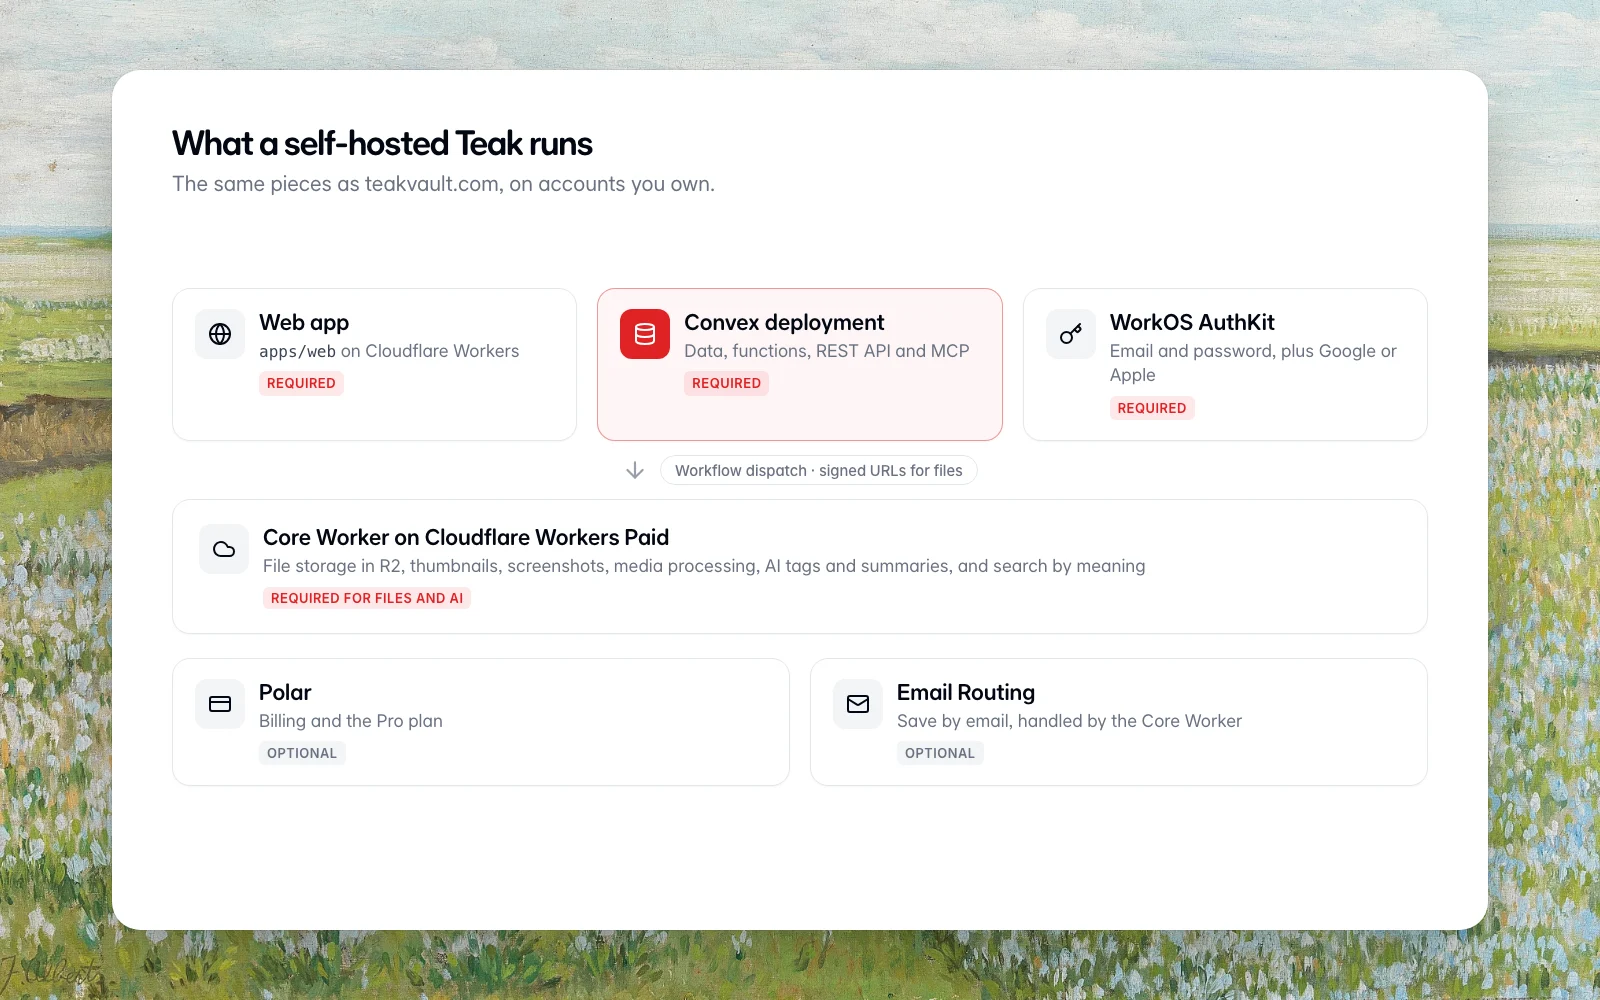 What a self-hosted Teak runs
The same pieces as teakvault.com, on accounts you own.
Web app
apps/web on Cloudflare Workers
REQUIRED
Convex deployment
Data, functions, REST API and MCP
REQUIRED
WorkOS AuthKit
Email and password, plus Google or
Apple
REQUIRED
Workflow dispatch · signed URLs for files
Core Worker on Cloudflare Workers Paid
File storage in R2, thumbnails, screenshots, media processing, AI tags and summaries, and search by meaning
REQUIRED FOR FILES AND AI
Polar
Billing and the Pro plan
OPTIONAL
Email Routing
Save by email, handled by the Core Worker
OPTIONAL